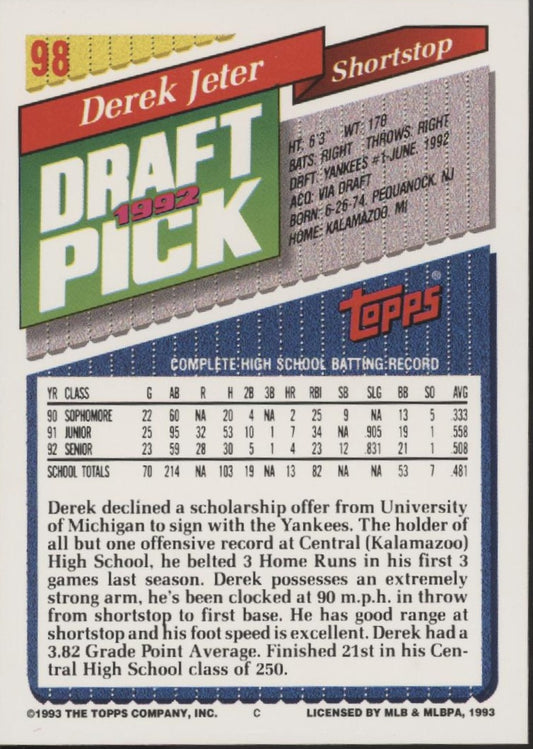 98
Derek Jeter
Shortstop
DRAFT
1992
PICK
HT: 6'3" WT: 178
BATS: RIGHT THROWS: RIGHT
DRFT: YANKEES #1-JUNE, 1992
ACQ: VIA DRAFT
BORN: 6-26-74, PEQUANOCK, NJ
HOME: KALAMAZOO, MI
topps®
COMPLETE HIGH SCHOOL BATTING RECORD
YR CLASS G AB R H 2B 3B HR RBI SB SLG BB SO AVG
90 SOPHOMORE 22 60 NA 20 4 NA 2 25 9 NA 13 5 .333
91 JUNIOR 25 95 32 53 10 1 7 34 NA .905 19 1 .558
92 SENIOR 23 59 28 30 5 1 4 23 12 .831 21 1 .508
SCHOOL TOTALS 70 214 NA 103 19 NA 13 82 NA NA 53 7 .481
Derek declined a scholarship offer from University
of Michigan to sign with the Yankees. The holder of
all but one offensive record at Central (Kalamazoo)
High School, he belted 3 Home Runs in his first 3
games last season. Derek possesses an extremely
strong arm, he's been clocked at 90 m.p.h. in throw
from shortstop to first base. He has good range at
shortstop and his foot speed is excellent. Derek had a
3.82 Grade Point Average. Finished 21st in his Cen-
tral High School class of 250.
©1993 THE TOPPS COMPANY, INC. C LICENSED BY MLB & MLBPA, 1993